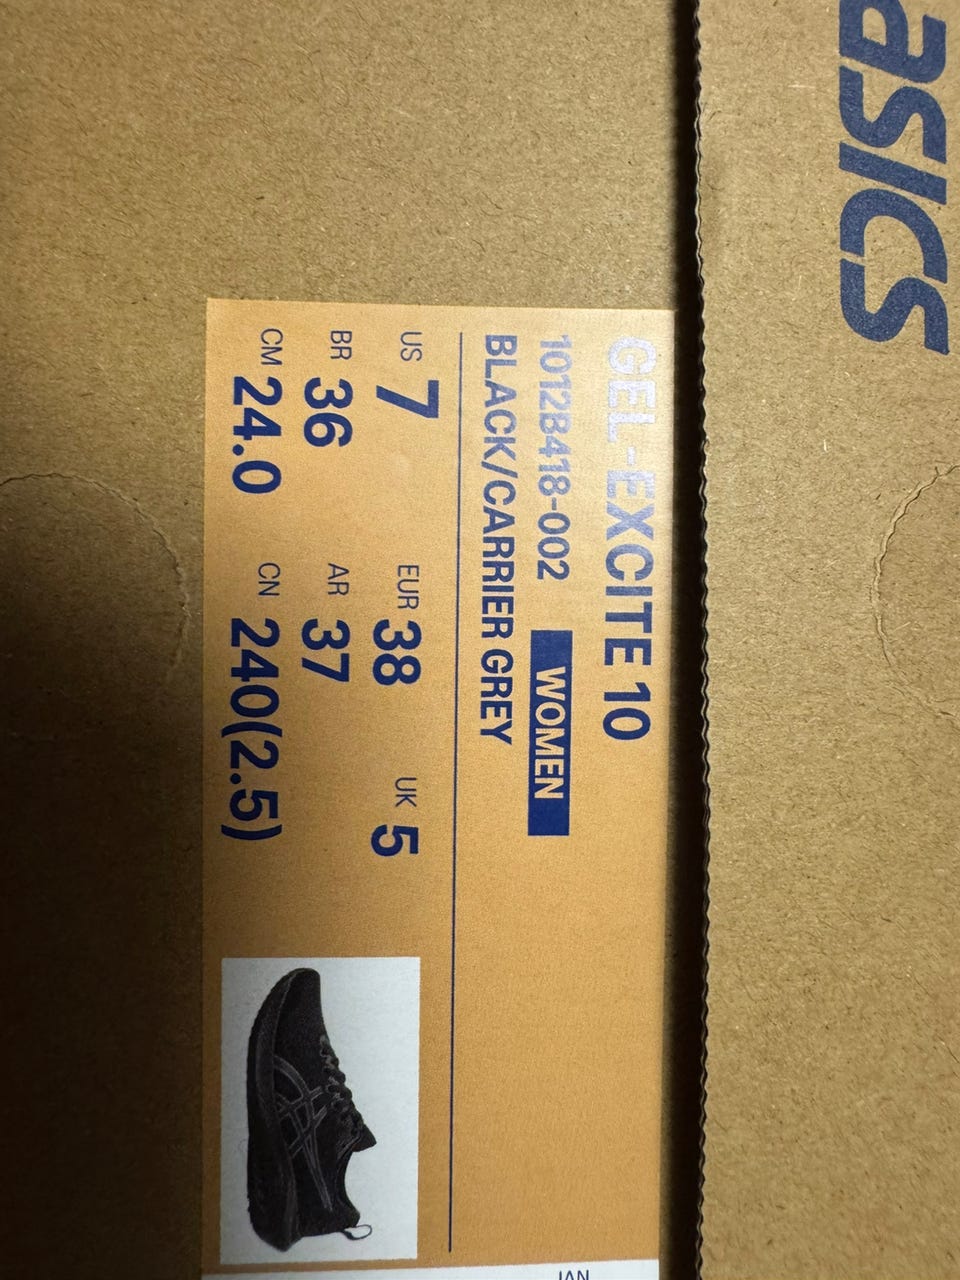 asics
GEL-EXCITE 10
1012B418-002 WOMEN
BLACK/CARRIER GREY
US 7 EUR 38 UK 5
BR 36 AR 37
CM 24.0 CN 240(2.5)
JAN